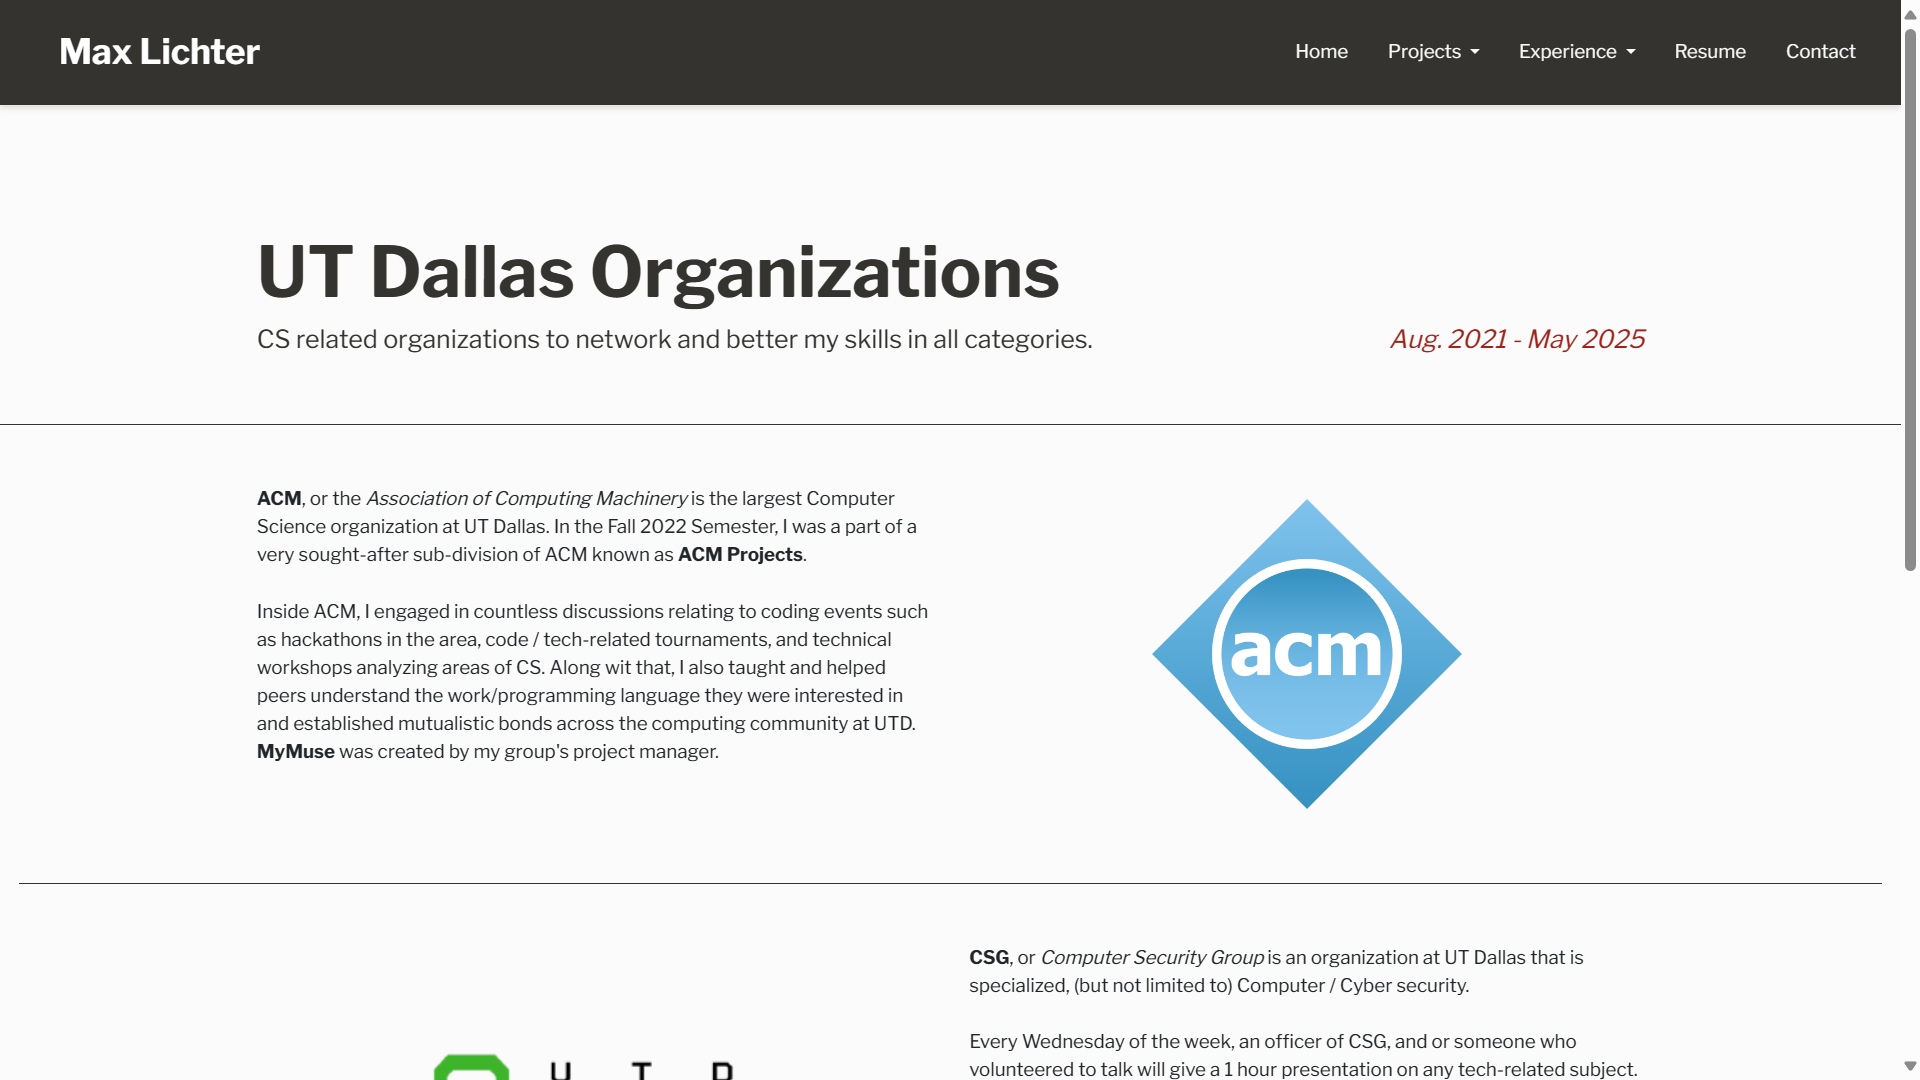 Max Lichter
Home Projects Experience Resume Contact
UT Dallas Organizations
CS related organizations to network and better my skills in all categories.
Aug. 2021 - May 2025
ACM, or the Association of Computing Machinery is the largest Computer
Science organization at UT Dallas. In the Fall 2022 Semester, I was a part of a
very sought-after sub-division of ACM known as ACM Projects.
Inside ACM, I engaged in countless discussions relating to coding events such
as hackathons in the area, code / tech-related tournaments, and technical
workshops analyzing areas of CS. Along wit that, I also taught and helped
peers understand the work/programming language they were interested in
and established mutualistic bonds across the computing community at UTD.
MyMuse was created by my group's project manager.
acm
CSG, or Computer Security Group is an organization at UT Dallas that is
specialized, (but not limited to) Computer / Cyber security.
Every Wednesday of the week, an officer of CSG, and or someone who
volunteered to talk will give a 1 hour presentation on any tech-related subject.
U T D